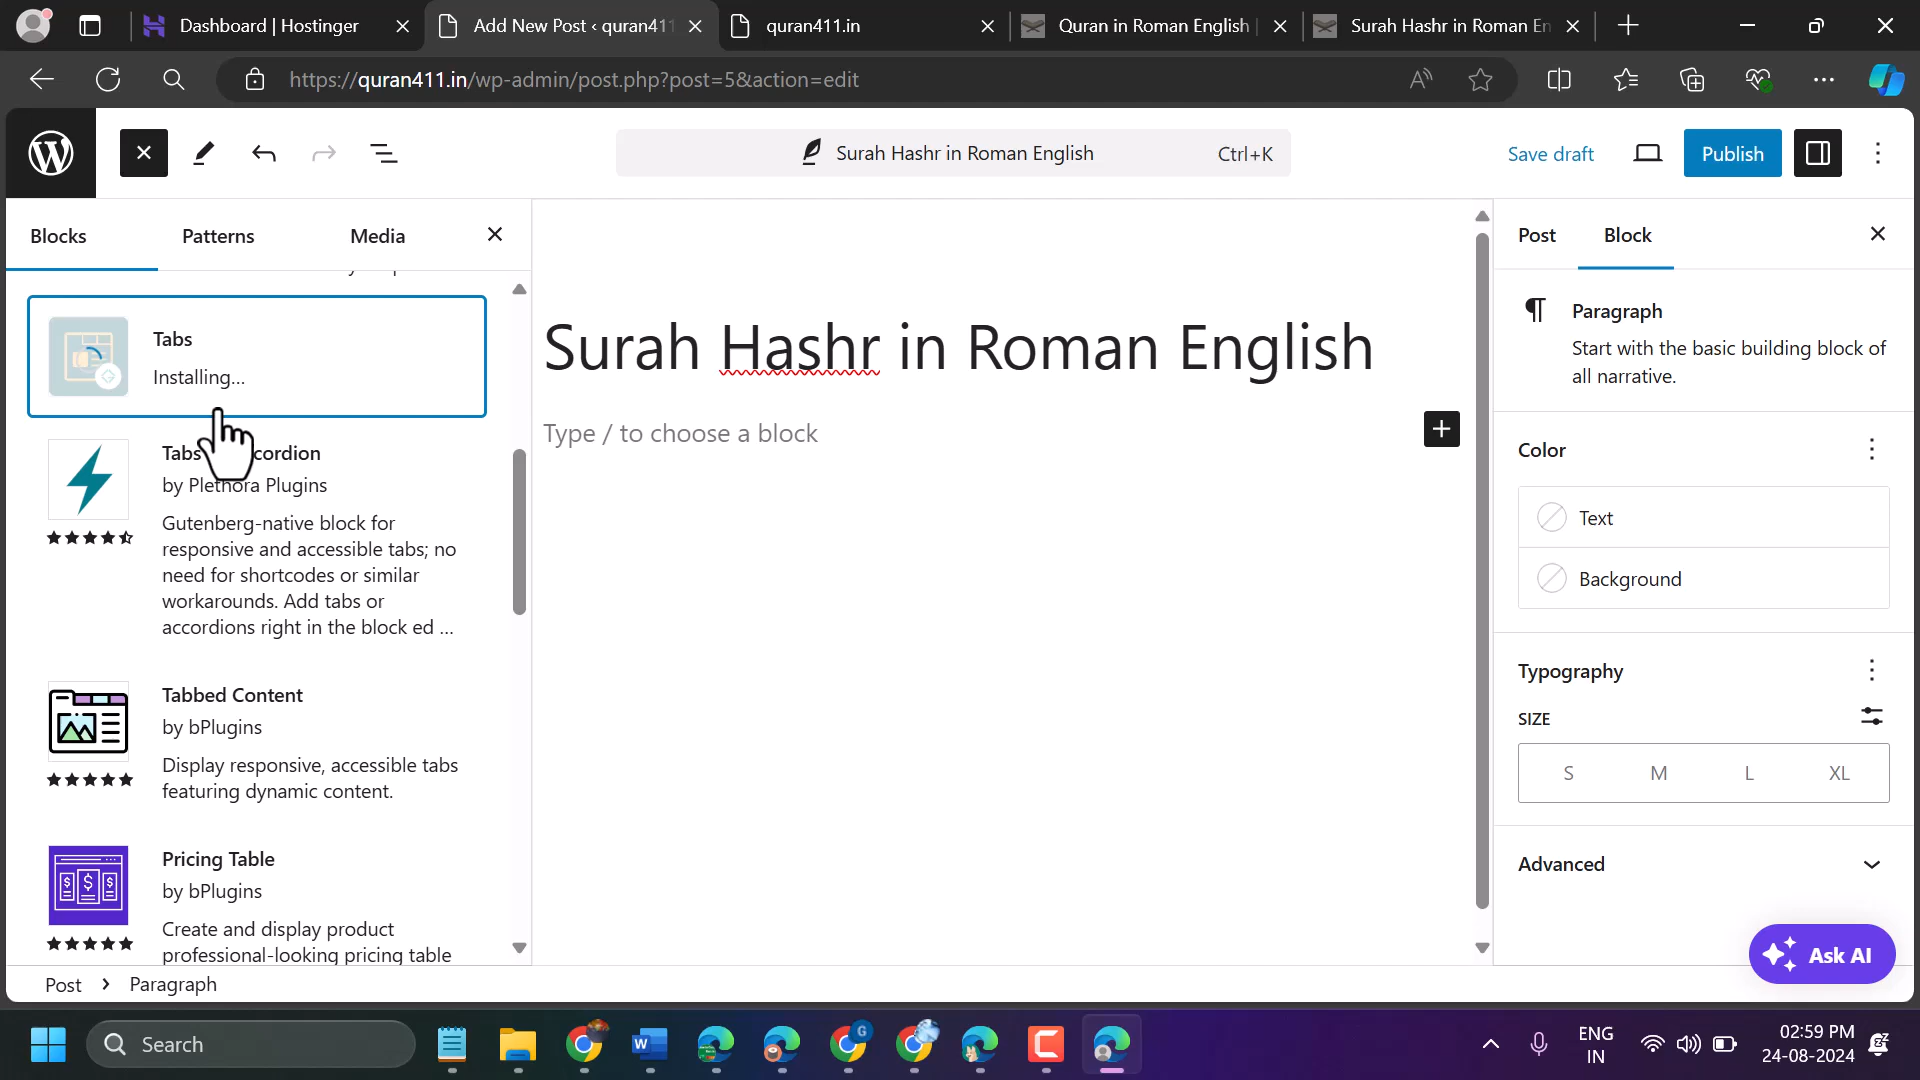 Dashboard | Hostinger
Add New Post ‹ quran411
quran411.in
Quran in Roman English |
Surah Hashr in Roman En
https://quran411.in/wp-admin/post.php?post=5&action=edit
Surah Hashr in Roman English
Ctrl+K
Save draft
Publish
Blocks
Patterns
Media
Tabs
Installing...
by Plethora Plugins
Gutenberg-native block for
responsive and accessible tabs; no
need for shortcodes or similar
workarounds. Add tabs or
accordions right in the block ed ...
Tabbed Content
by bPlugins
Display responsive, accessible tabs
featuring dynamic content.
Pricing Table
by bPlugins
Create and display product
professional-looking pricing table
Surah Hashr in Roman English
Type / to choose a block
Post
Block
Paragraph
Start with the basic building block of
all narrative.
Color
Text
Background
Typography
SIZE
S M L XL
Advanced
Ask AI
Post › Paragraph
Search
ENG
IN
02:59 PM
24-08-2024